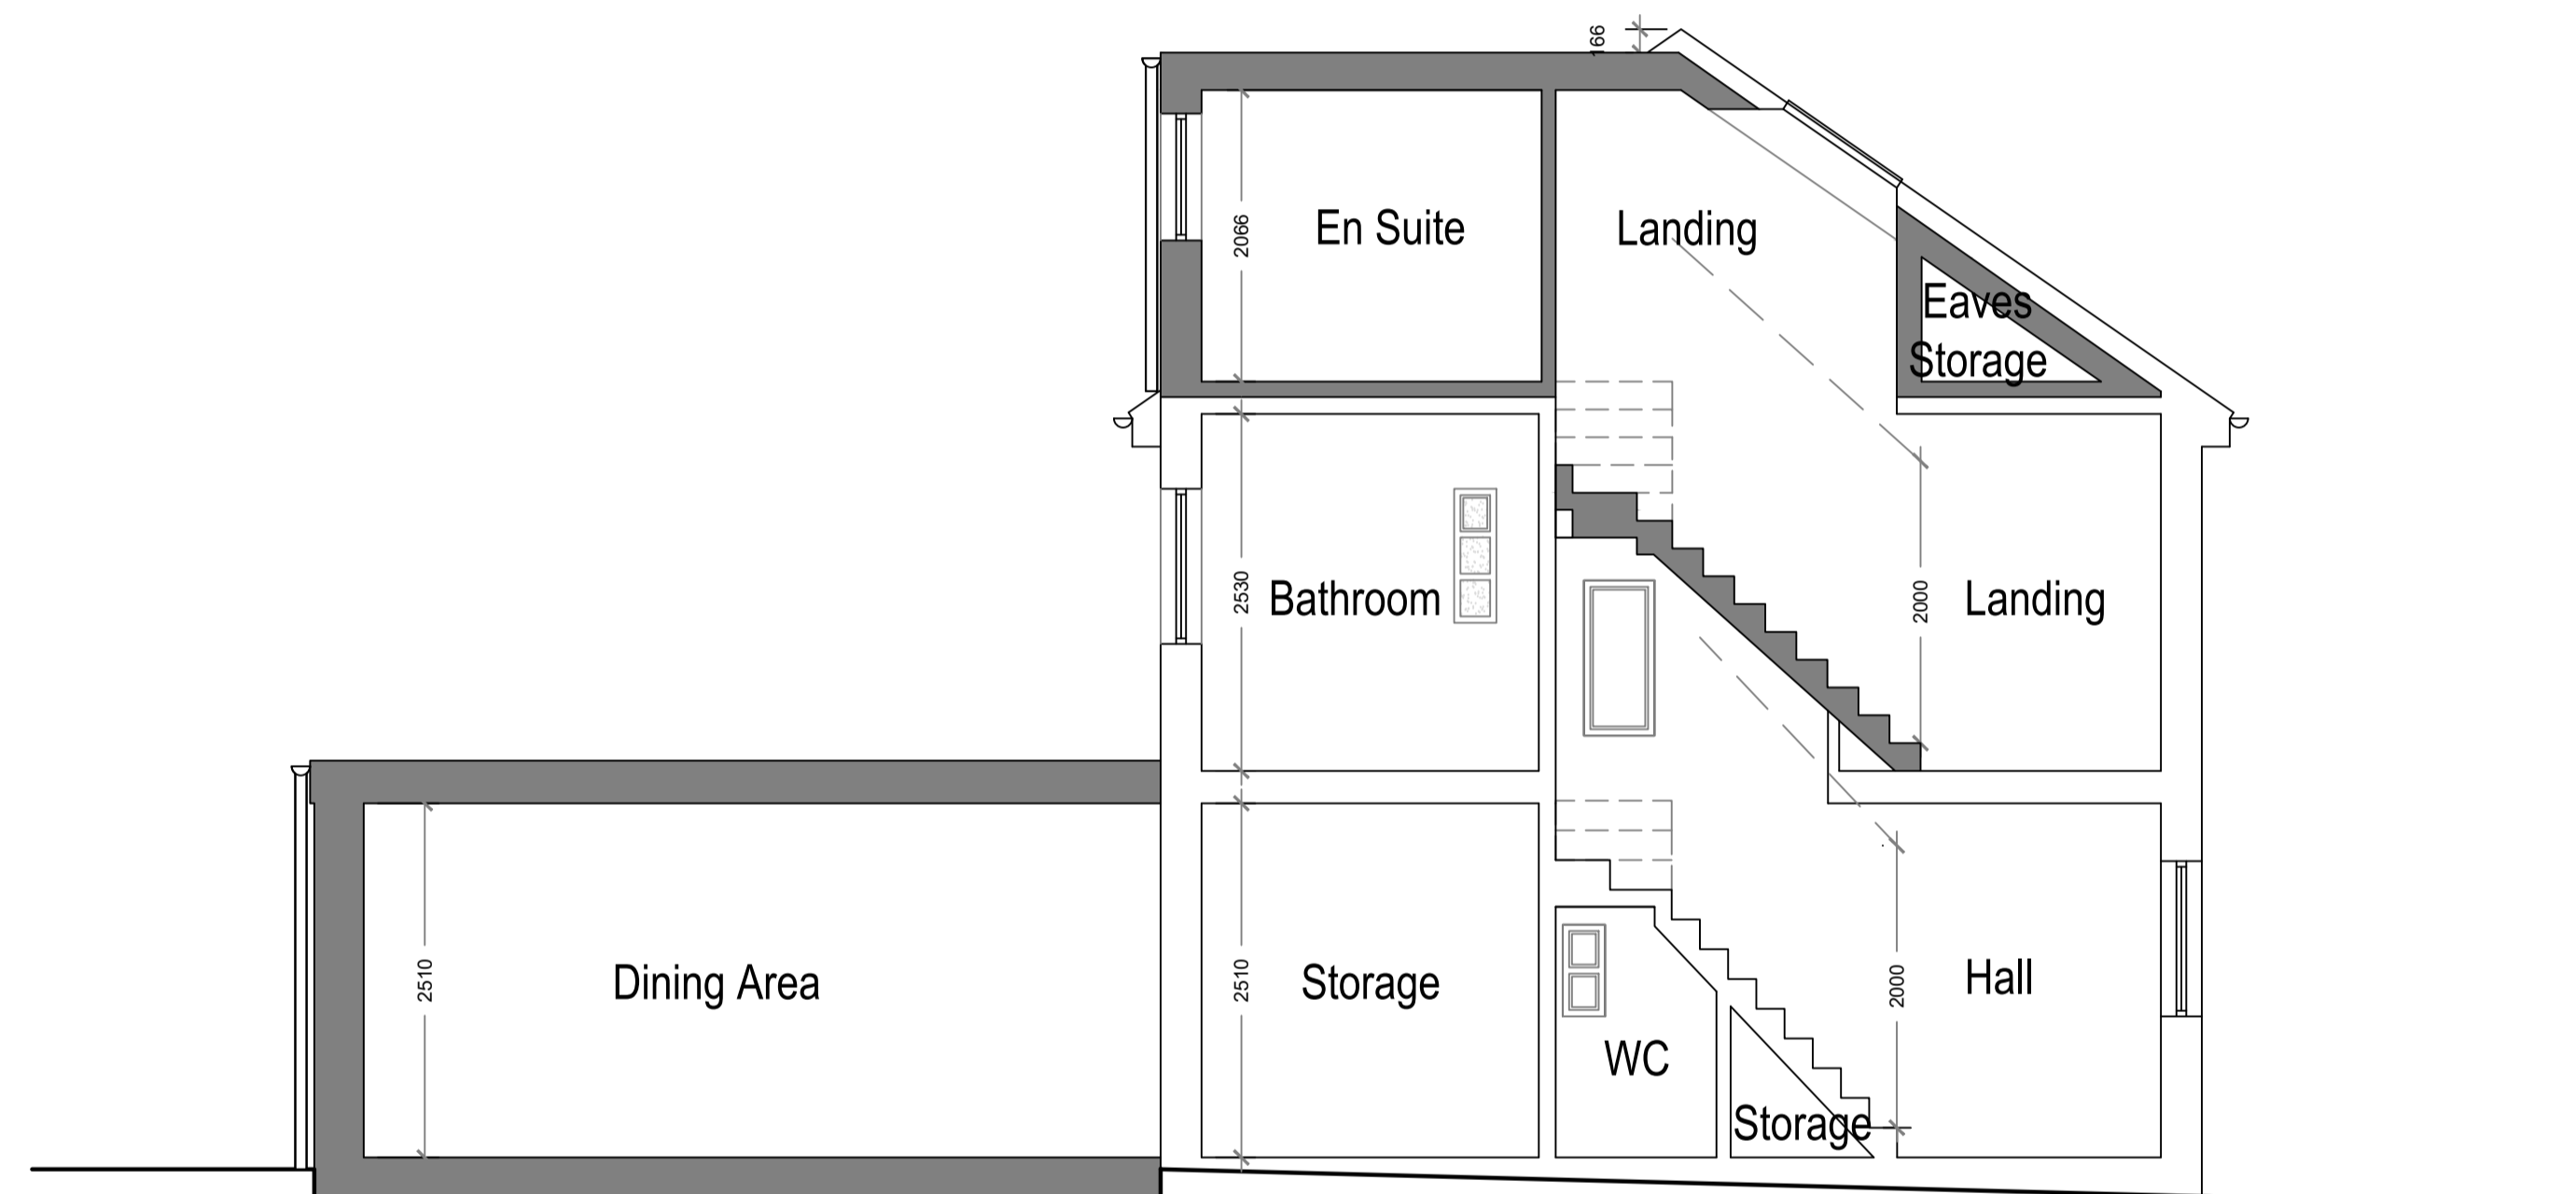 166
En Suite
Landing
2066
Eaves
Storage
2530
Bathroom
2000
Landing
2510
Dining Area
2510
Storage
2000
Hall
WC
Storage